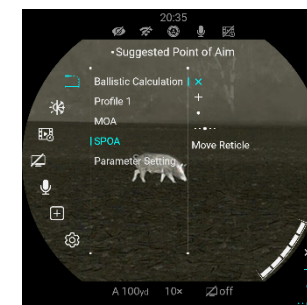 20:35
•Suggested Point of Aim
Ballistic Calculation
Profile 1
MOA
SPOA
Move Reticle
Parameter Setting
A 100yd 10× off